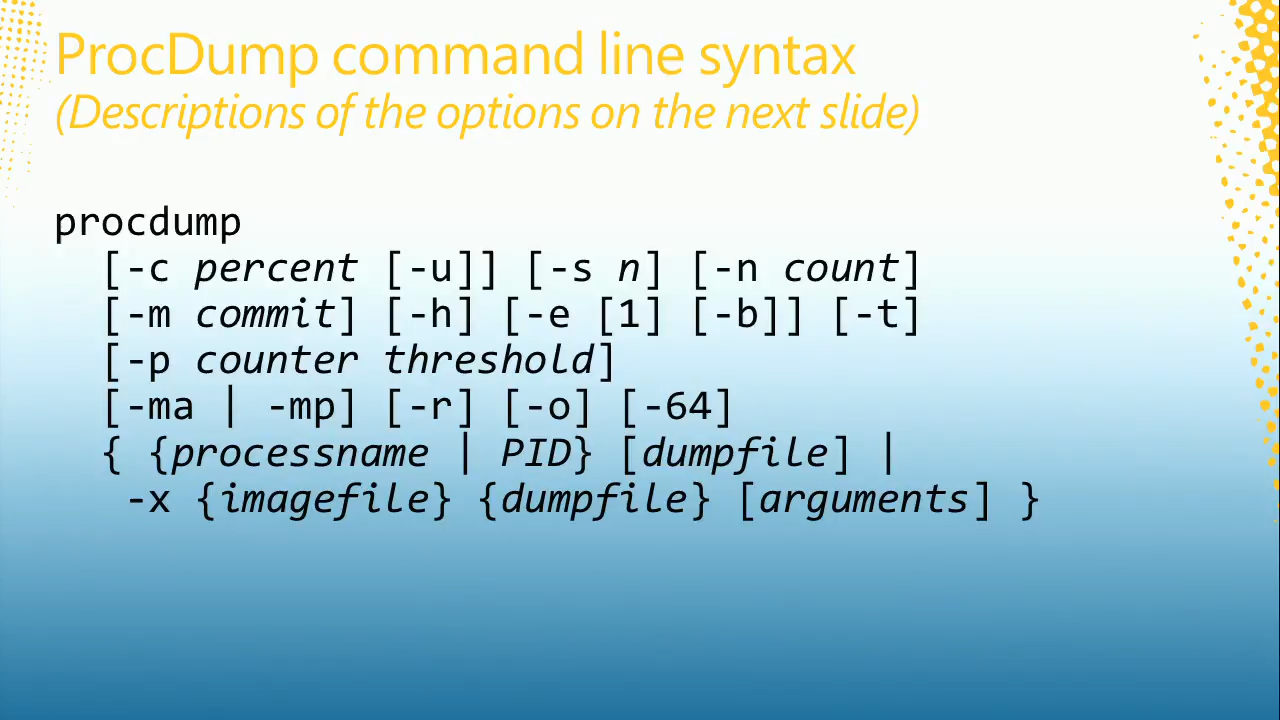 ProcDump command line syntax
(Descriptions of the options on the next slide)
procdump
[-c percent [-u]] [-s n] [-n count]
[-m commit] [-h] [-e [1] [-b]] [-t]
[-p counter threshold]
[-ma | -mp] [-r] [-o] [-64]
{ {processname | PID} [dumpfile] |
-x {imagefile} {dumpfile} [arguments] }